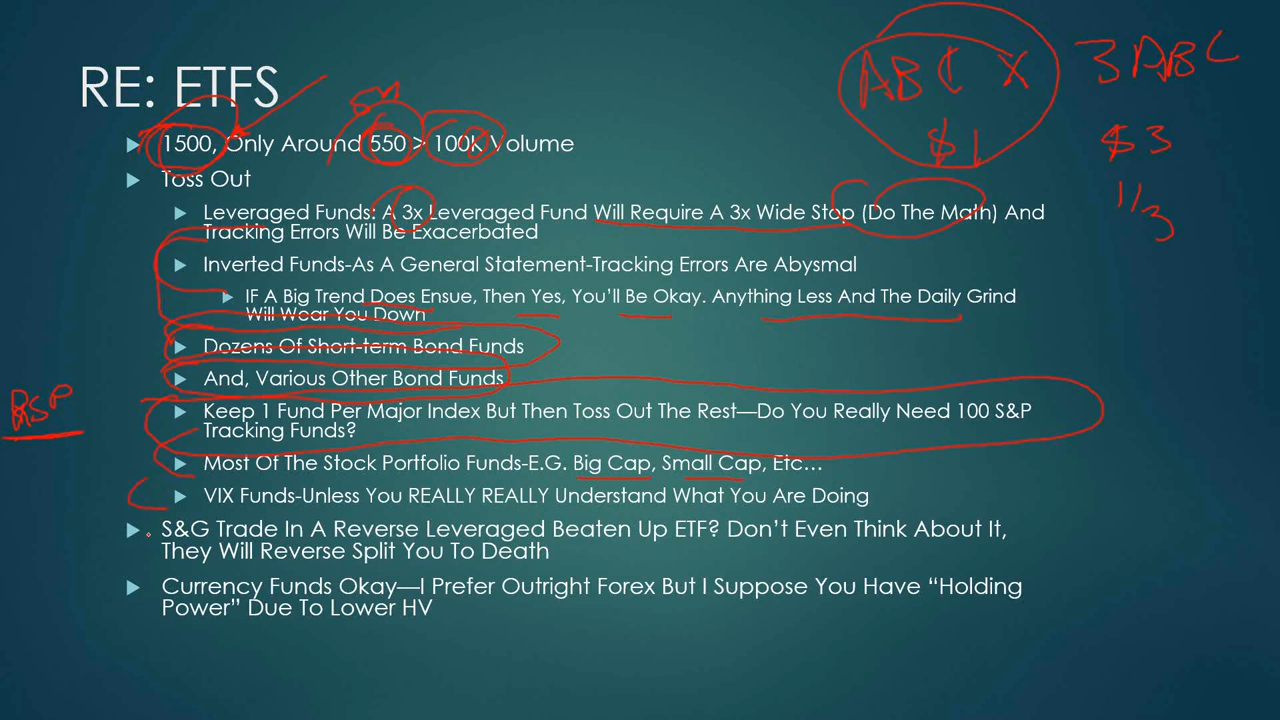 ABC X 3 ABC
$1 $3
1/3
RE: ETFS
1500, Only Around 550 > 100K Volume
Toss Out
Leveraged Funds: A 3x Leveraged Fund Will Require A 3x Wide Stop (Do The Math) And
Tracking Errors Will Be Exacerbated
Inverted Funds-As A General Statement-Tracking Errors Are Abysmal
IF A Big Trend Does Ensue, Then Yes, You'll Be Okay. Anything Less And The Daily Grind
Will Wear You Down
Dozens Of Short-term Bond Funds
And, Various Other Bond Funds
RSP
Keep 1 Fund Per Major Index But Then Toss Out The Rest—Do You Really Need 100 S&P
Tracking Funds?
Most Of The Stock Portfolio Funds-E.G. Big Cap, Small Cap, Etc…
VIX Funds-Unless You REALLY REALLY Understand What You Are Doing
S&G Trade In A Reverse Leveraged Beaten Up ETF? Don't Even Think About It,
They Will Reverse Split You To Death
Currency Funds Okay—I Prefer Outright Forex But I Suppose You Have “Holding
Power” Due To Lower HV